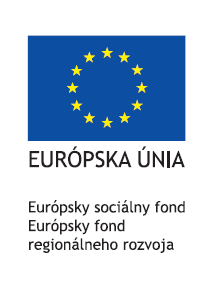 EURÓPSKA ÚNIA
Európsky sociálny fond
Európsky fond
regionálneho rozvoja